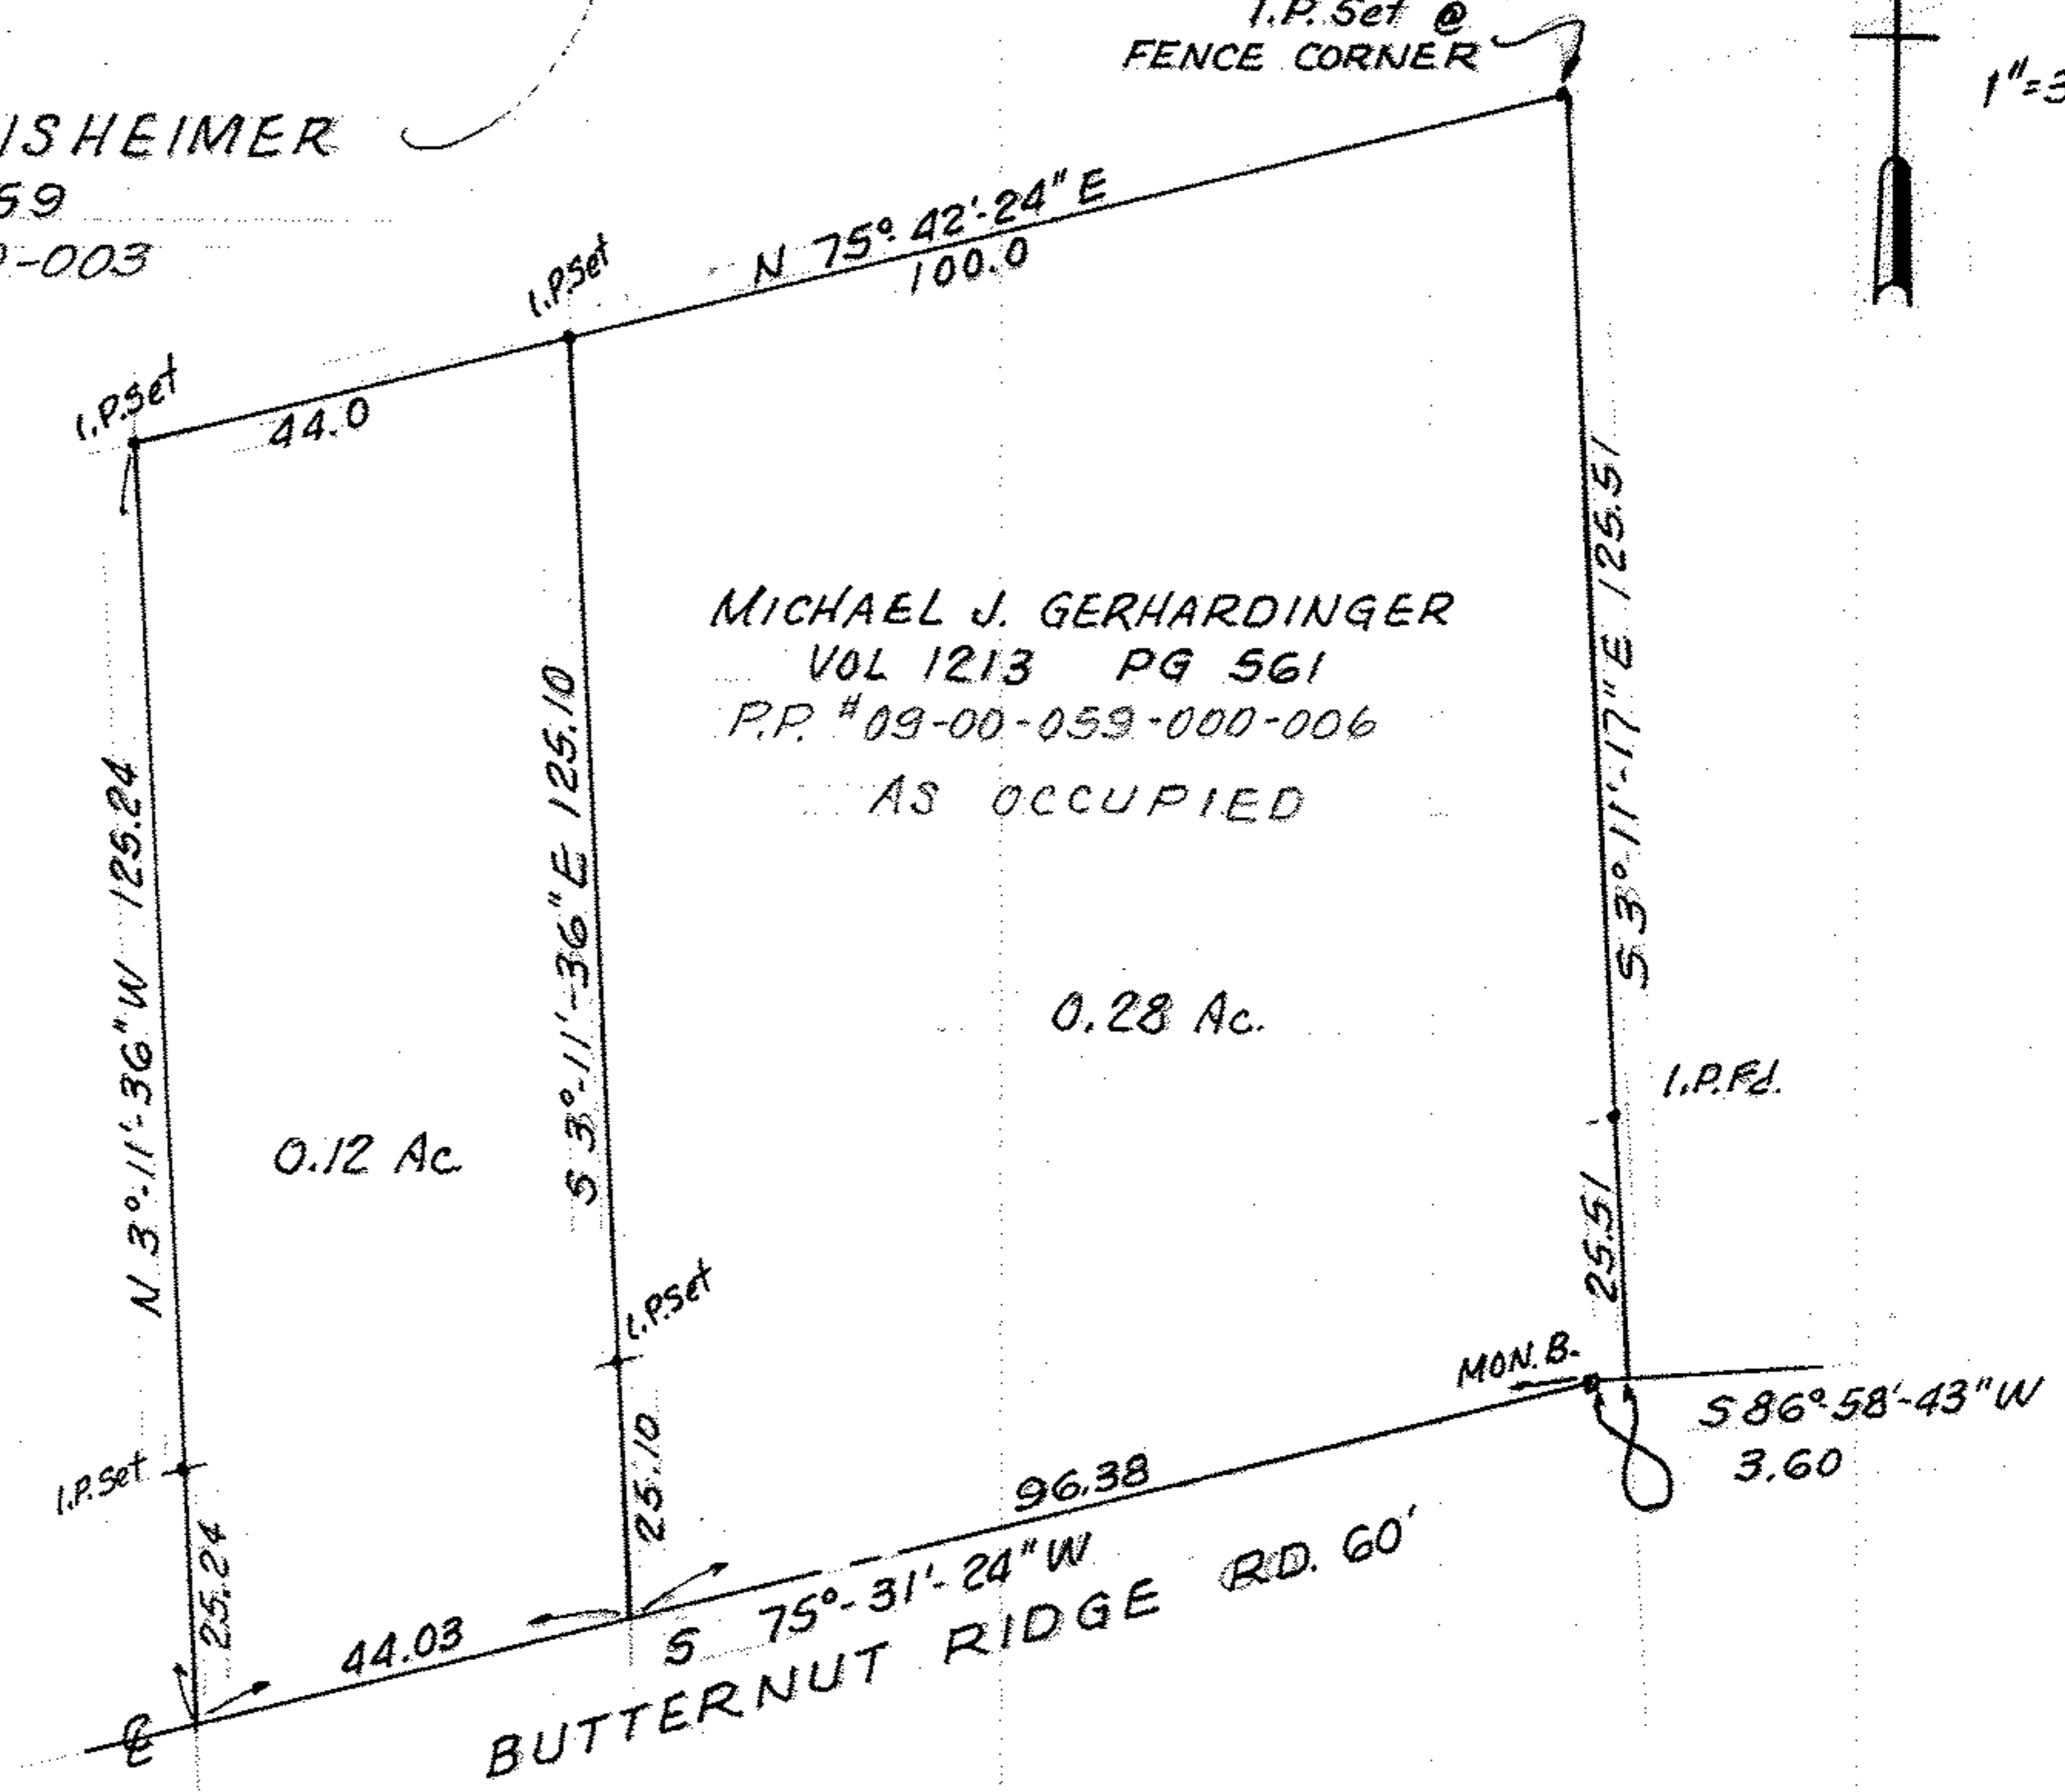 I.P. Set @
FENCE CORNER
1"=3
ISHEIMER
59
-003
I.P.Set
N 75°-42'-24" E
100.0
I.P.Set
44.0
S 3°-11'-17" E 125.51
MICHAEL J. GERHARDINGER
VOL 1213 PG 561
P.P. #09-00-059-000-006
AS OCCUPIED
S 3°-11'-36" E 125.10
N 3°-11'-36" W 125.24
0.28 Ac.
I.P.Fd.
0.12 Ac.
25.51
I.P.Set
MON. B.
S 86°-58'-43" W
3.60
I.P.Set
25.10
96.38
25.24
44.03
S 75°-31'-24" W
BUTTERNUT RIDGE RD. 60'
℄